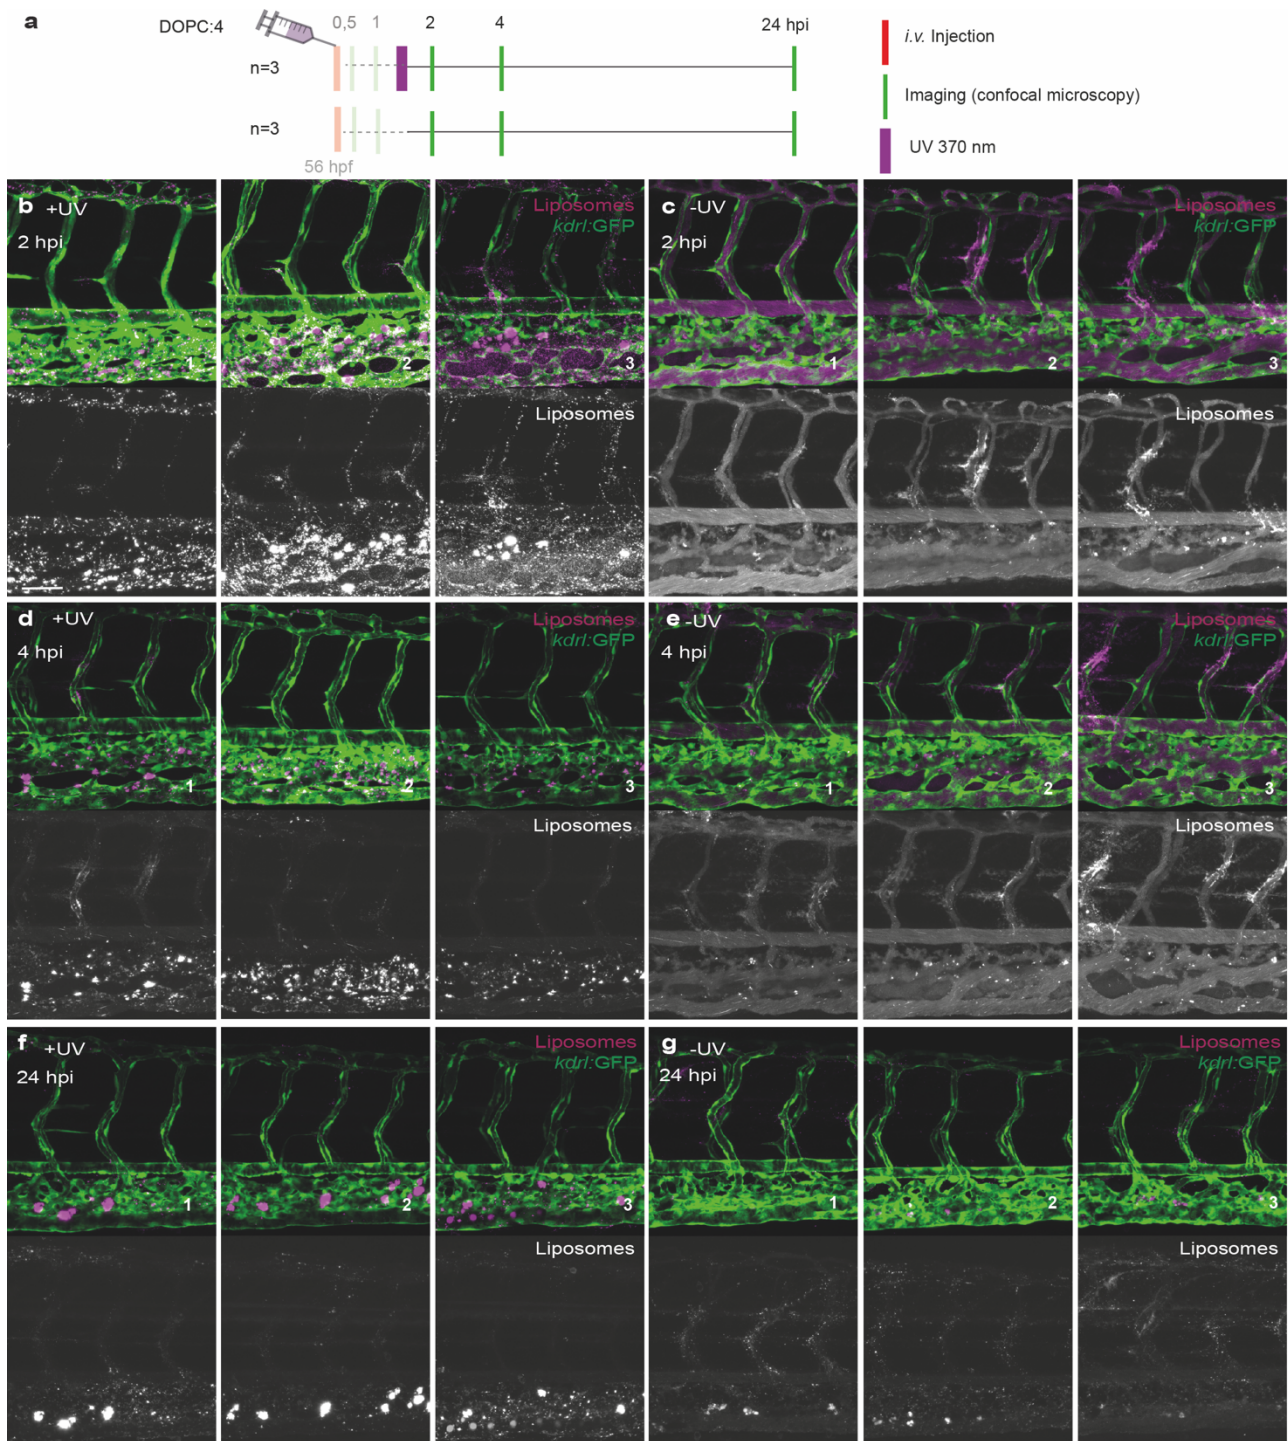 a
DOPC:4
0,5 1 2 4 24 hpi
n=3
n=3
56 hpf
i.v. Injection
Imaging (confocal microscopy)
UV 370 nm
b +UV
2 hpi
Liposomes
kdrl:GFP
1 2 3
Liposomes
c -UV
2 hpi
Liposomes
kdrl:GFP
1 2 3
Liposomes
d +UV
4 hpi
Liposomes
kdrl:GFP
1 2 3
Liposomes
e -UV
4 hpi
Liposomes
kdrl:GFP
1 2 3
Liposomes
f +UV
24 hpi
Liposomes
kdrl:GFP
1 2 3
Liposomes
g -UV
24 hpi
Liposomes
kdrl:GFP
1 2 3
Liposomes